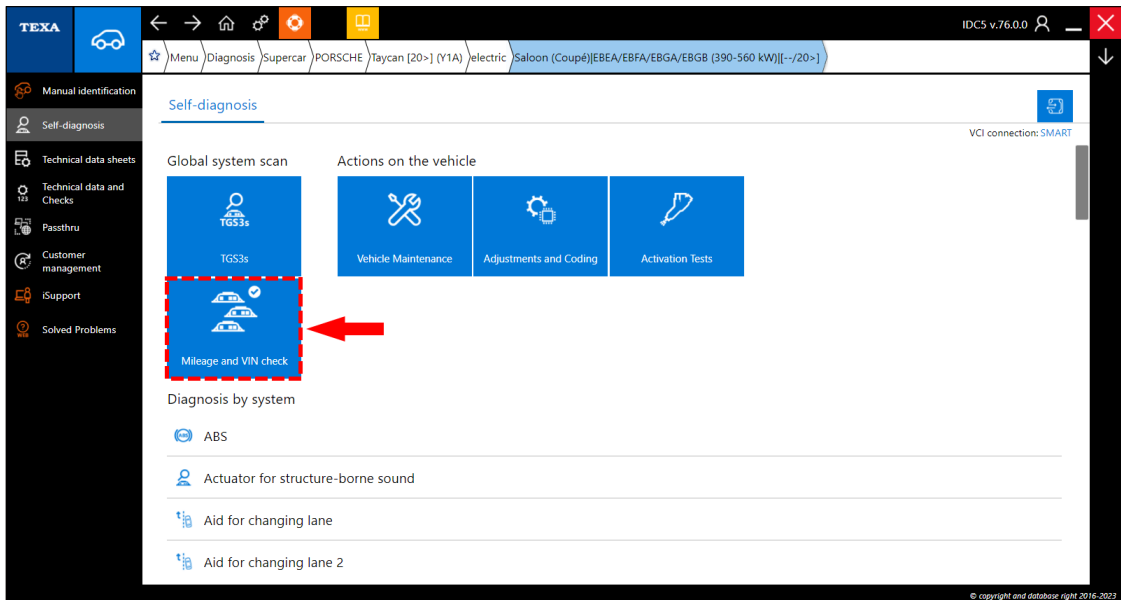 TEXA
IDC5 v.76.0.0
Menu Diagnosis Supercar PORSCHE Taycan [20>] (Y1A) electric Saloon (Coupé)|EBEA/EBFA/EBGA/EBGB (390-560 kW)|[--/20>]
Manual identification
Self-diagnosis
Technical data sheets
123
Technical data and
Checks
Passthru
Customer
management
iSupport
WEB
Solved Problems
Self-diagnosis
VCI connection: SMART
Global system scan
Actions on the vehicle
TGS3s
TGS3s
Vehicle Maintenance
Adjustments and Coding
Activation Tests
Mileage and VIN check
Diagnosis by system
ABS
ABS
Actuator for structure-borne sound
Aid for changing lane
Aid for changing lane 2
© copyright and database right 2016-2023